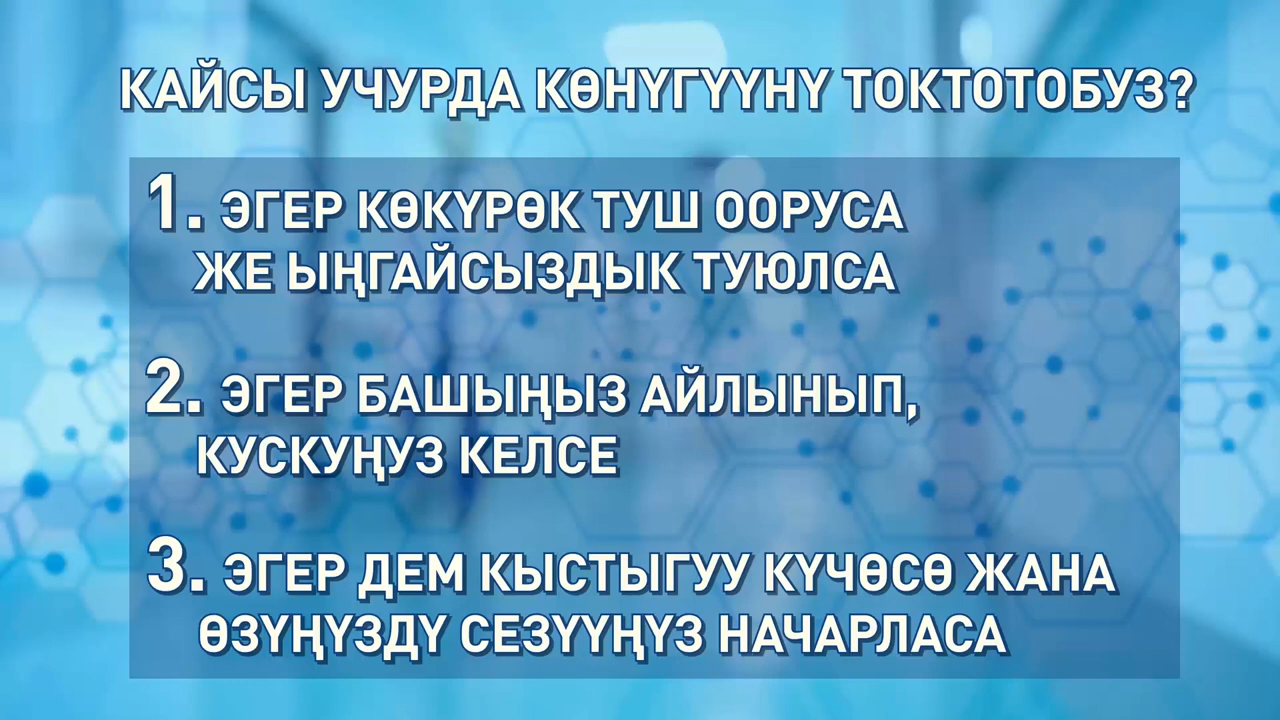 КАЙСЫ УЧУРДА КӨНҮГҮҮНҮ ТОКТОТОБУЗ?
1. ЭГЕР КӨКҮРӨК ТУШ ООРУСА
ЖЕ ЫҢГАЙСЫЗДЫК ТУЮЛСА
2. ЭГЕР БАШЫҢЫЗ АЙЛЫНЫП,
КУСКУҢУЗ КЕЛСЕ
3. ЭГЕР ДЕМ КЫСТЫГУУ КҮЧӨСӨ ЖАНА
ӨЗҮҢҮЗДҮ СЕЗҮҮҢҮЗ НАЧАРЛАСА